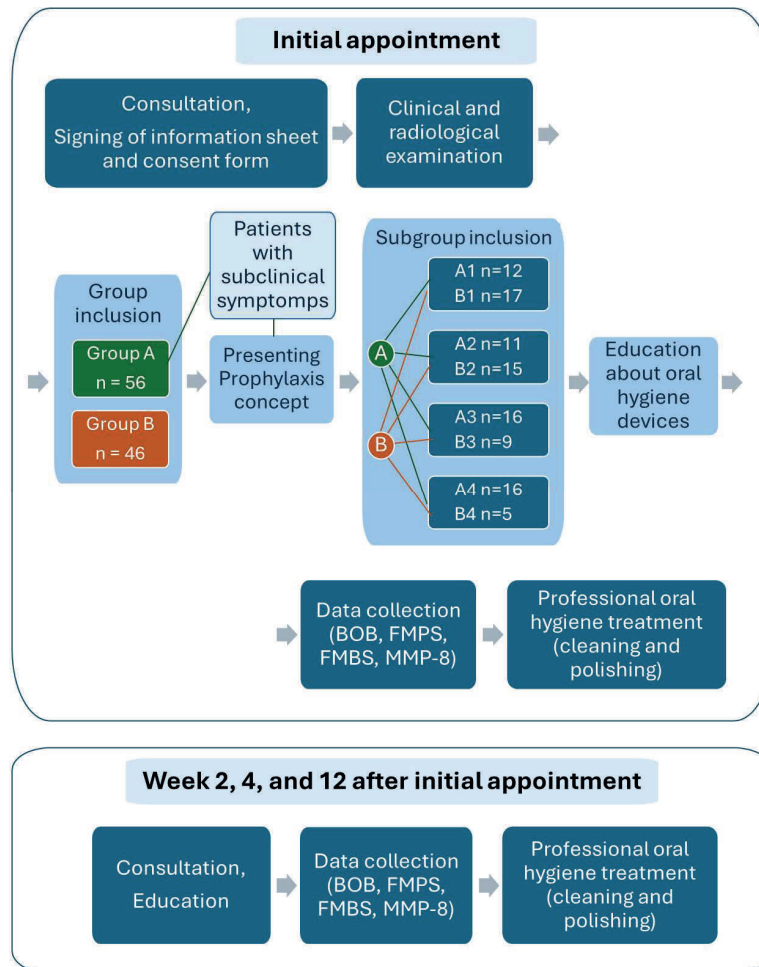 Initial appointment
Consultation,
Signing of information sheet
and consent form
Clinical and
radiological
examination
Group
inclusion
Group A
n = 56
Group B
n = 46
Patients
with
subclinical
symptomps
Presenting
Prophylaxis
concept
Subgroup inclusion
A
B
A1 n=12
B1 n=17
A2 n=11
B2 n=15
A3 n=16
B3 n=9
A4 n=16
B4 n=5
Education
about oral
hygiene
devices
Data collection
(BOB, FMPS,
FMBS, MMP-8)
Professional oral
hygiene treatment
(cleaning and
polishing)
Week 2, 4, and 12 after initial appointment
Consultation,
Education
Data collection
(BOB, FMPS,
FMBS, MMP-8)
Professional oral
hygiene treatment
(cleaning and
polishing)